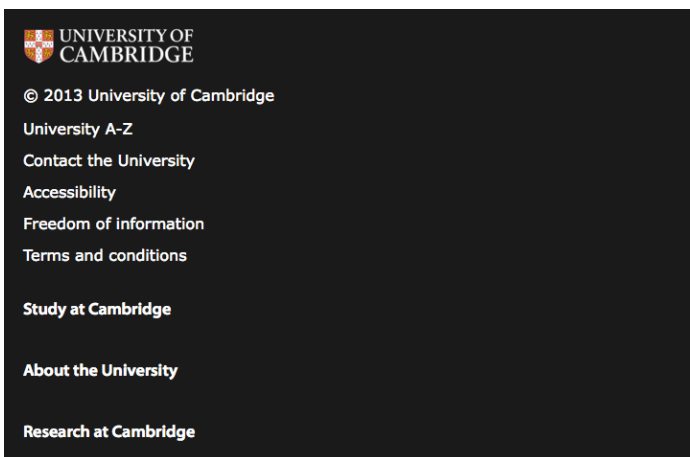 UNIVERSITY OF
CAMBRIDGE
© 2013 University of Cambridge
University A-Z
Contact the University
Accessibility
Freedom of information
Terms and conditions
Study at Cambridge
About the University
Research at Cambridge